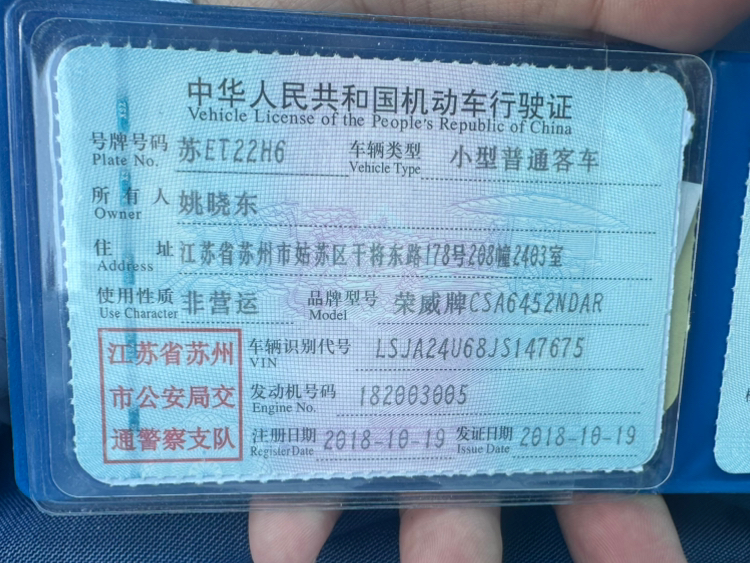 中华人民共和国机动车行驶证
Vehicle License of the People's Republic of China
号牌号码 苏ET22H6 车辆类型 小型普通客车
Plate No. Vehicle Type
所有人 姚晓东
Owner
住址 江苏省苏州市姑苏区干将东路178号208幢2403室
Address
使用性质 非营运 品牌型号 荣威牌CSA6452NDAR
Use Character Model
江苏省苏州 车辆识别代号 LSJA24U68JS147675
VIN
市公安局交 发动机号码 182003005
Engine No.
通警察支队 注册日期 2018-10-19 发证日期 2018-10-19
Register Date Issue Date